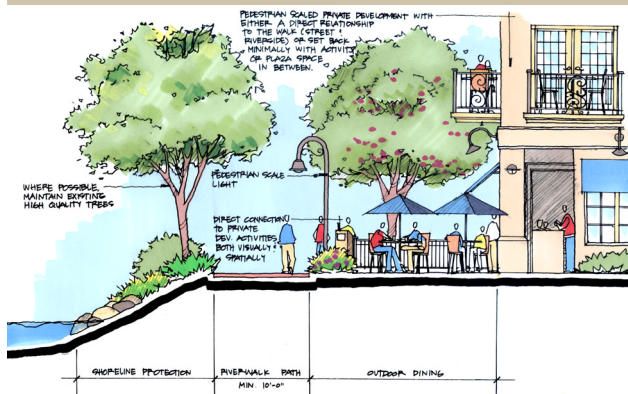 PEDESTRIAN SCALED PRIVATE DEVELOPMENT WITH
EITHER A DIRECT RELATIONSHIP
TO THE WALK (STREET &
RIVERSIDE) OR SET BACK
MINIMALLY WITH ACTIVITY
OR PLAZA SPACE
IN BETWEEN.
WHERE POSSIBLE,
MAINTAIN EXISTING
HIGH QUALITY TREES
PEDESTRIAN SCALE
LIGHT
DIRECT CONNECTION
TO PRIVATE
DEV. ACTIVITIES
BOTH VISUALLY &
SPATIALLY
SHORELINE PROTECTION
RIVERWALK PATH
MIN. 10'-0"
OUTDOOR DINING